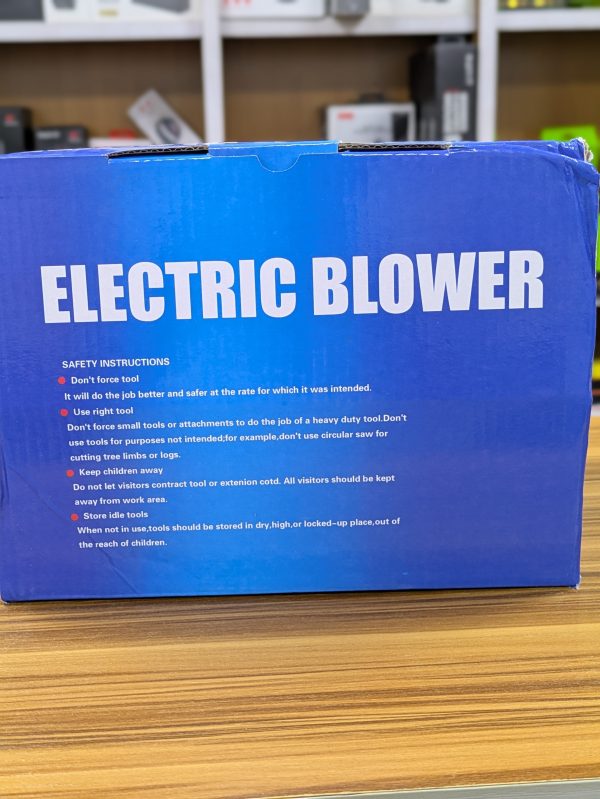 ELECTRIC BLOWER
SAFETY INSTRUCTIONS
Don't force tool
It will do the job better and safer at the rate for which it was intended.
Use right tool
Don't force small tools or attachments to do the job of a heavy duty tool.Don't
use tools for purposes not intended;for example,don't use circular saw for
cutting tree limbs or logs.
Keep children away
Do not let visitors contract tool or extenion cotd. All visitors should be kept
away from work area.
Store idle tools
When not in use,tools should be stored in dry,high,or locked-up place,out of
the reach of children.